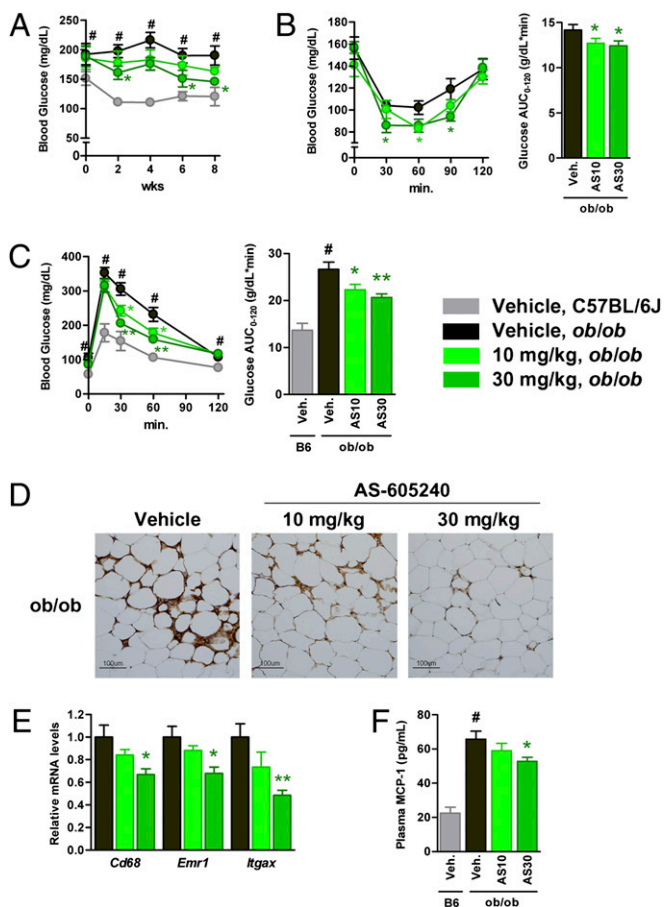 A
Blood Glucose (mg/dL)
250
200
150
100
50
0
# # # # #
* * *
0 2 4 6 8
wks
B
Blood Glucose (mg/dL)
180
160
140
120
100
80
0
* * *
0 30 60 90 120
min.
Glucose AUC0-120 (g/dL*min)
15
10
5
0
* *
Veh. AS10 AS30
ob/ob
C
Blood Glucose (mg/dL)
400
300
200
100
0
# # # # #
* *
** **
0 30 60 90 120
min.
Glucose AUC0-120 (g/dL*min)
30
20
10
0
# * **
Veh. Veh. AS10 AS30
B6 ob/ob
Vehicle, C57BL/6J
Vehicle, ob/ob
10 mg/kg, ob/ob
30 mg/kg, ob/ob
D
AS-605240
Vehicle 10 mg/kg 30 mg/kg
ob/ob
100um 100um 100um
E
Relative mRNA levels
1.2
1.0
0.8
0.6
0.4
0.2
0.0
* * **
Cd68 Emr1 Itgax
F
Plasma MCP-1 (pg/mL)
80
60
40
20
0
# *
Veh. Veh. AS10 AS30
B6 ob/ob